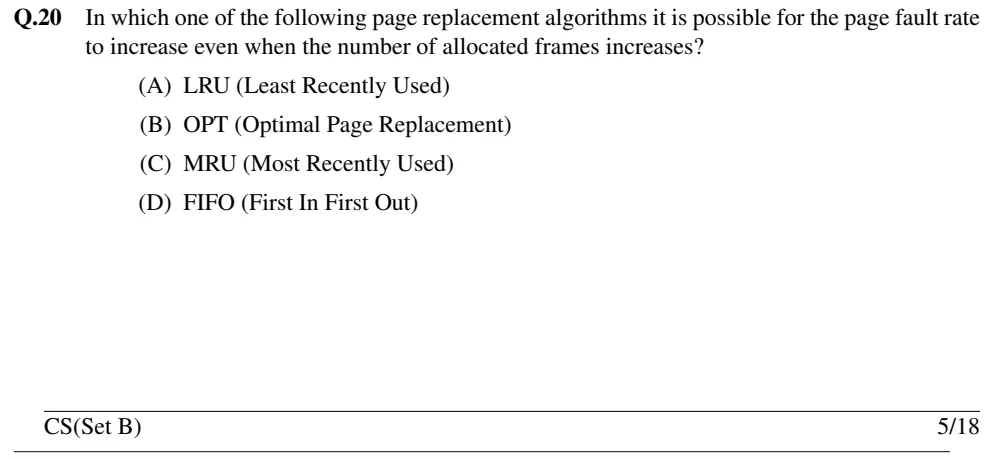 Q.20 In which one of the following page replacement algorithms it is possible for the page fault rate
to increase even when the number of allocated frames increases?
(A) LRU (Least Recently Used)
(B) OPT (Optimal Page Replacement)
(C) MRU (Most Recently Used)
(D) FIFO (First In First Out)
CS(Set B) 5/18